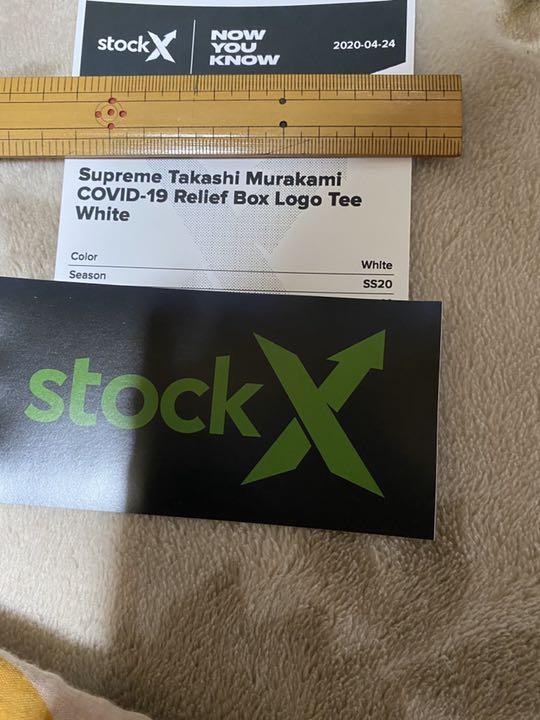 stockX
NOW
YOU
KNOW
2020-04-24
Supreme Takashi Murakami
COVID-19 Relief Box Logo Tee
White
Color White
Season SS20
stockX